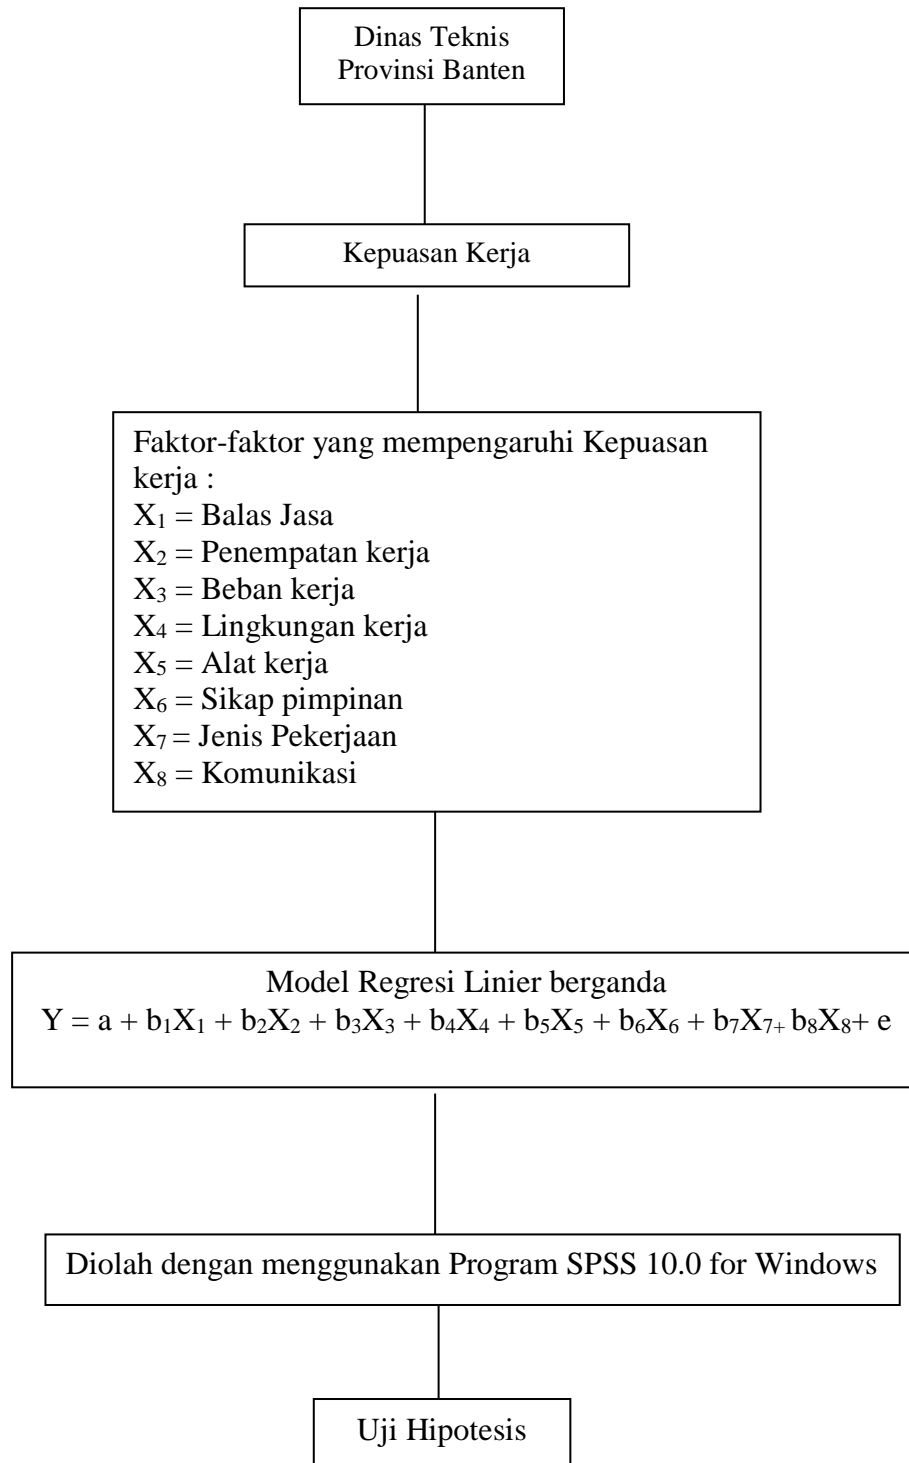 Dinas Teknis
Provinsi Banten
Kepuasan Kerja
Faktor-faktor yang mempengaruhi Kepuasan
kerja :
X₁ = Balas Jasa
X₂ = Penempatan kerja
X₃ = Beban kerja
X₄ = Lingkungan kerja
X₅ = Alat kerja
X₆ = Sikap pimpinan
X₇ = Jenis Pekerjaan
X₈ = Komunikasi
Model Regresi Linier berganda
Y = a + b₁X₁ + b₂X₂ + b₃X₃ + b₄X₄ + b₅X₅ + b₆X₆ + b₇X₇₊ b₈X₈+ e
Diolah dengan menggunakan Program SPSS 10.0 for Windows
Uji Hipotesis